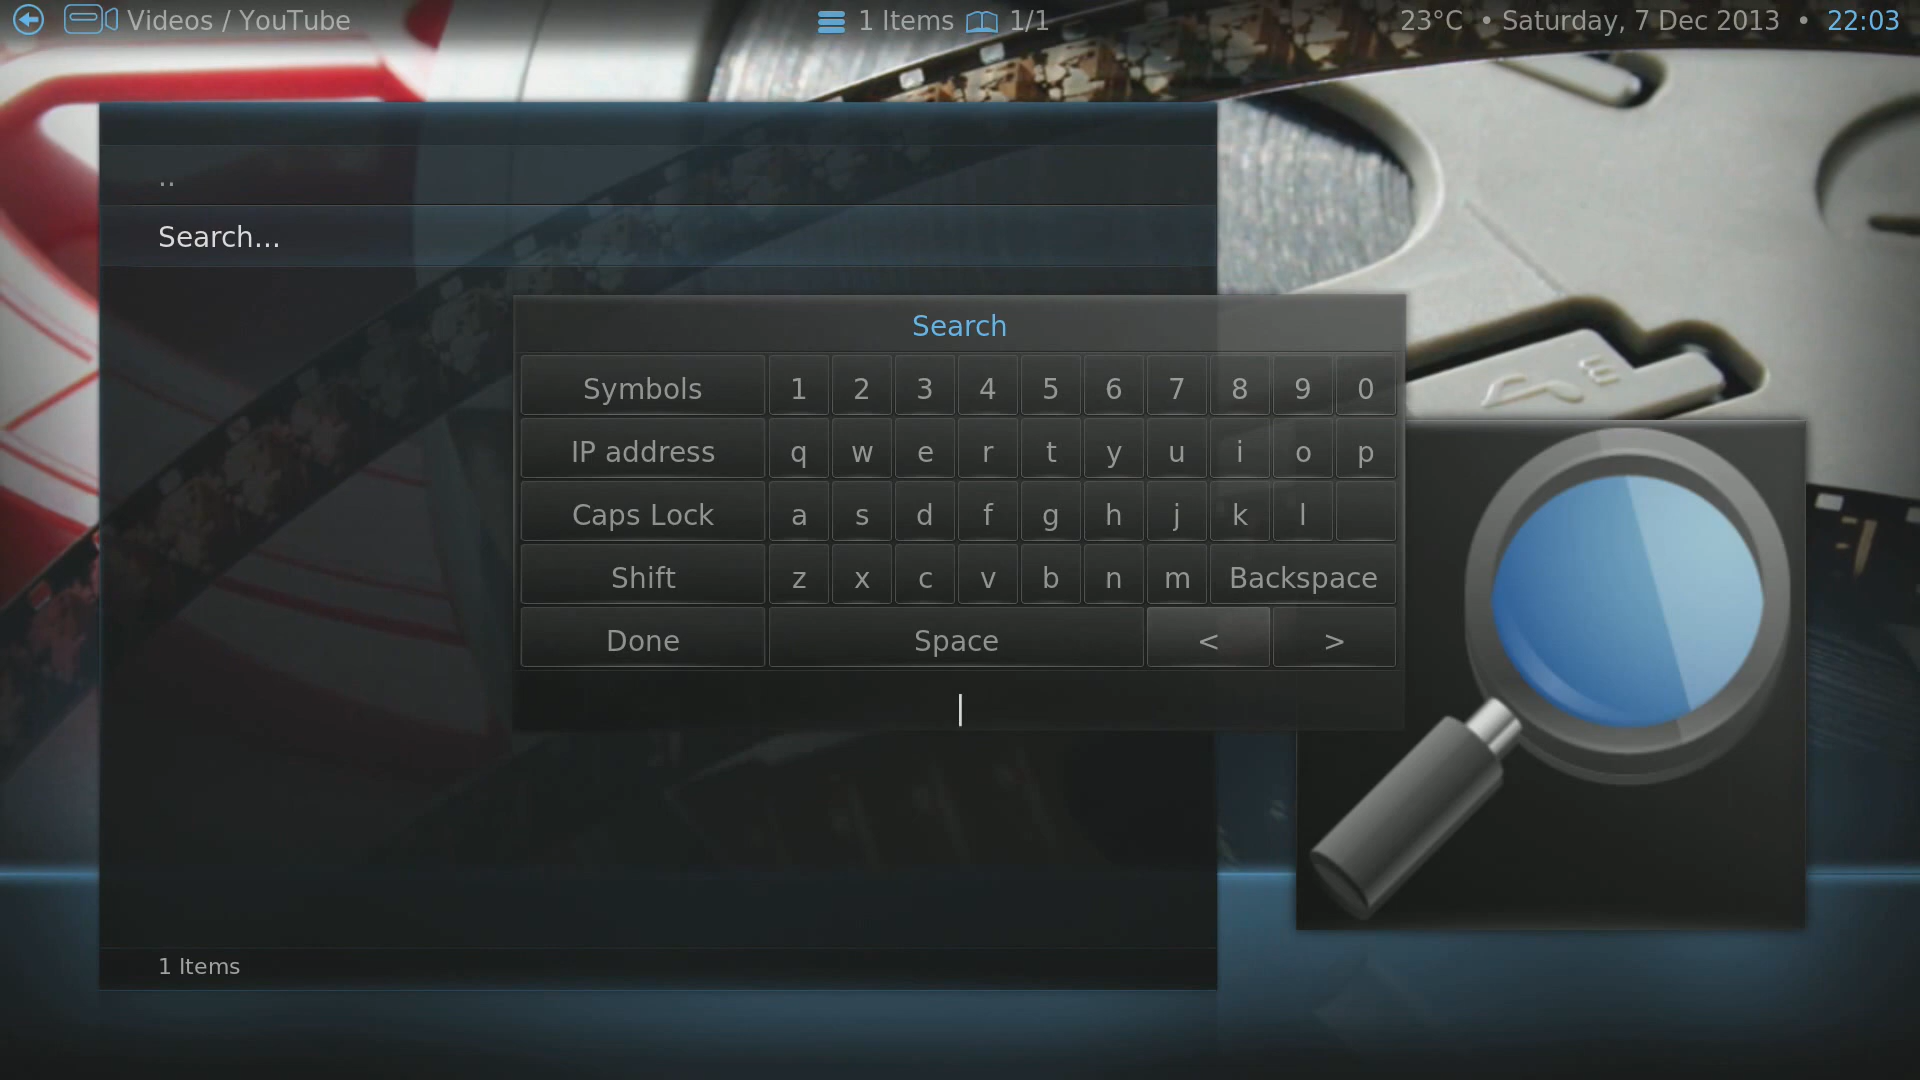 Videos / YouTube
1 Items 1/1
23°C • Saturday, 7 Dec 2013 • 22:03
..
Search...
Search
Symbols 1 2 3 4 5 6 7 8 9 0
IP address q w e r t y u i o p
Caps Lock a s d f g h j k l
Shift z x c v b n m Backspace
Done Space < >
1 Items